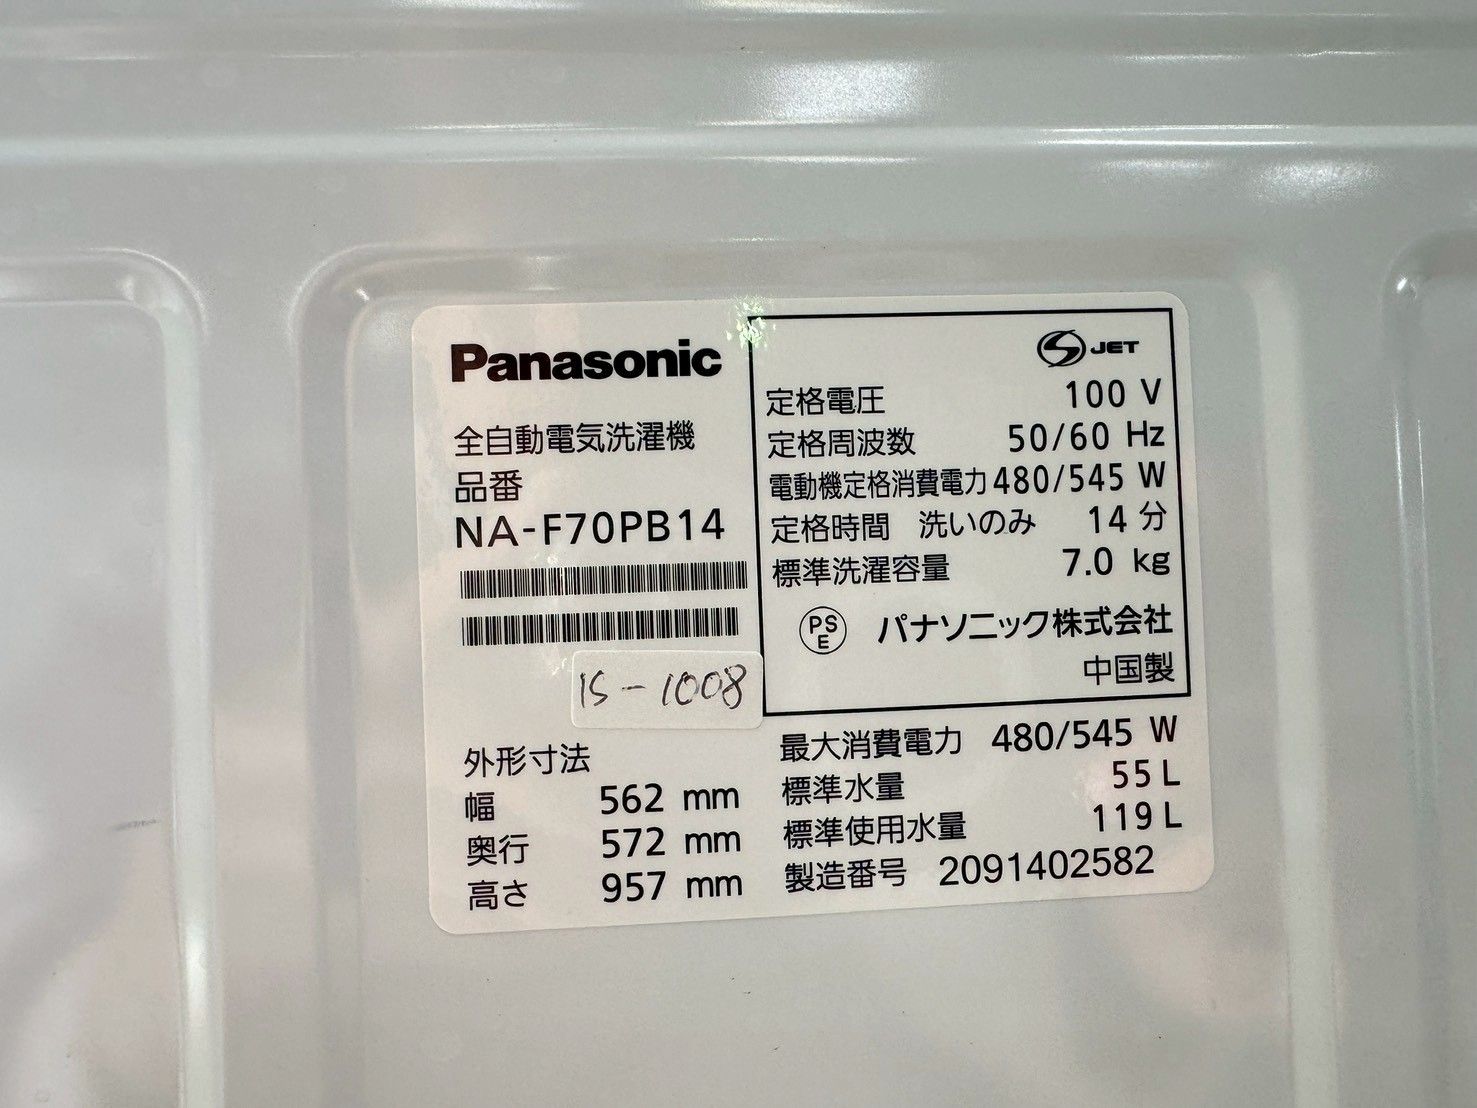 Panasonic
全自動電気洗濯機
品番
NA-F70PB14
IS-1008
外形寸法
幅 562 mm
奥行 572 mm
高さ 957 mm
S JET
定格電圧 100 V
定格周波数 50/60 Hz
電動機定格消費電力 480/545 W
定格時間 洗いのみ 14 分
標準洗濯容量 7.0 kg
PS E パナソニック株式会社
中国製
最大消費電力 480/545 W
標準水量 55 L
標準使用水量 119 L
製造番号 2091402582